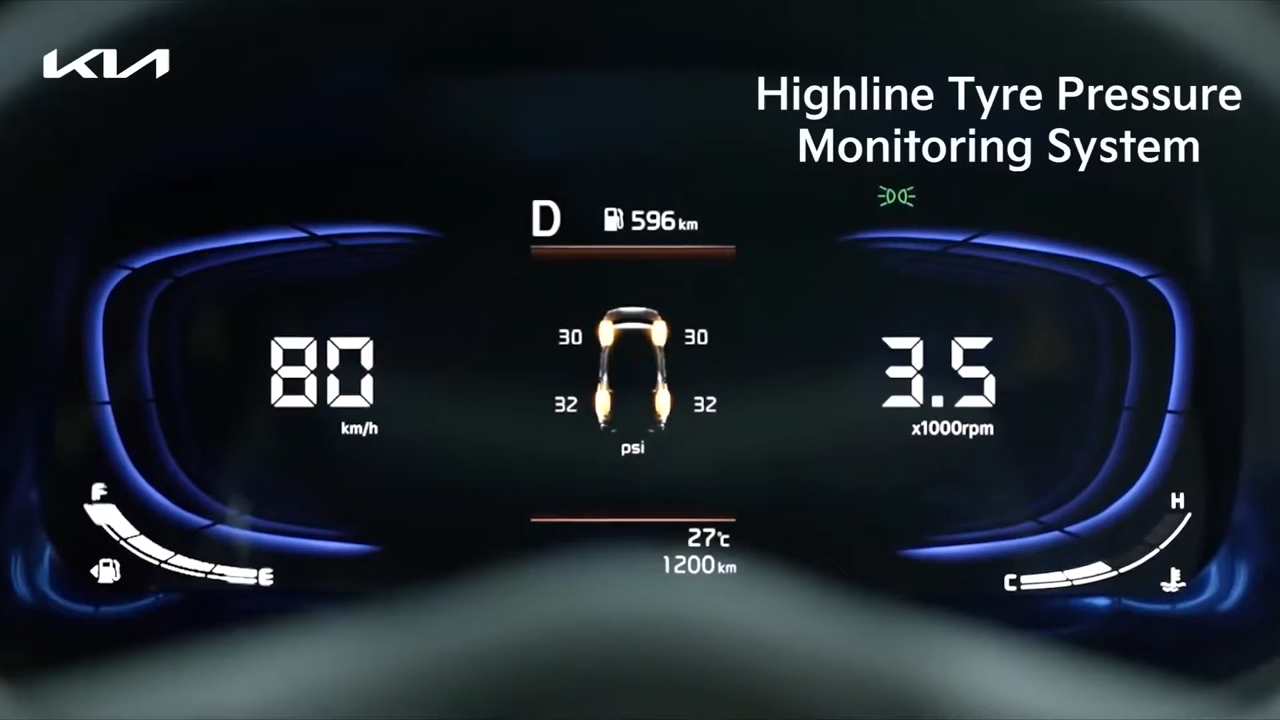 KIA
Highline Tyre Pressure
Monitoring System
D 596 km
30 30
80 3.5
32 32
km/h x1000rpm
psi
F H
27℃
E C
1200 km